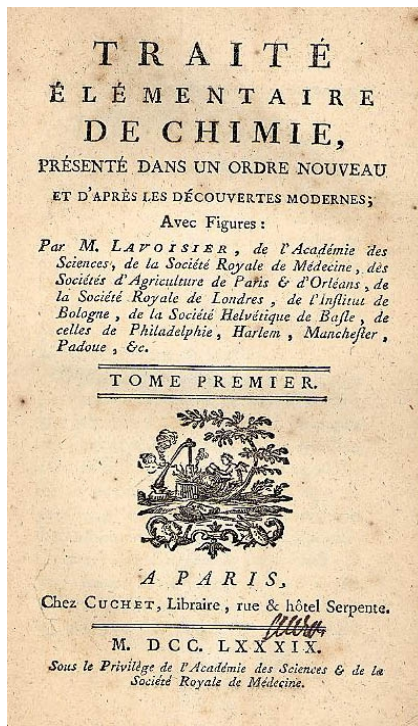 TRAITÉ
ÉLÉMENTAIRE
DE CHIMIE,
PRÉSENTÉ DANS UN ORDRE NOUVEAU
ET D'APRÈS LES DÉCOUVERTES MODERNES;
Avec Figures :
Par M. LAVOISIER, de l'Académie des
Sciences, de la Société Royale de Médecine, des
Sociétés d'Agriculture de Paris & d'Orléans, de
la Société Royale de Londres, de l'Inſtitut de
Bologne, de la Société Helvétique de Baſle, de
celles de Philadelphie, Harlem, Mancheſter,
Padoue, &c.
TOME PREMIER.
A PARIS,
Chez CUCHET, Libraire, rue & hôtel Serpente.
M. DCC. LXXXIX.
Sous le Privilège de l'Académie des Sciences & de la
Société Royale de Médecine.